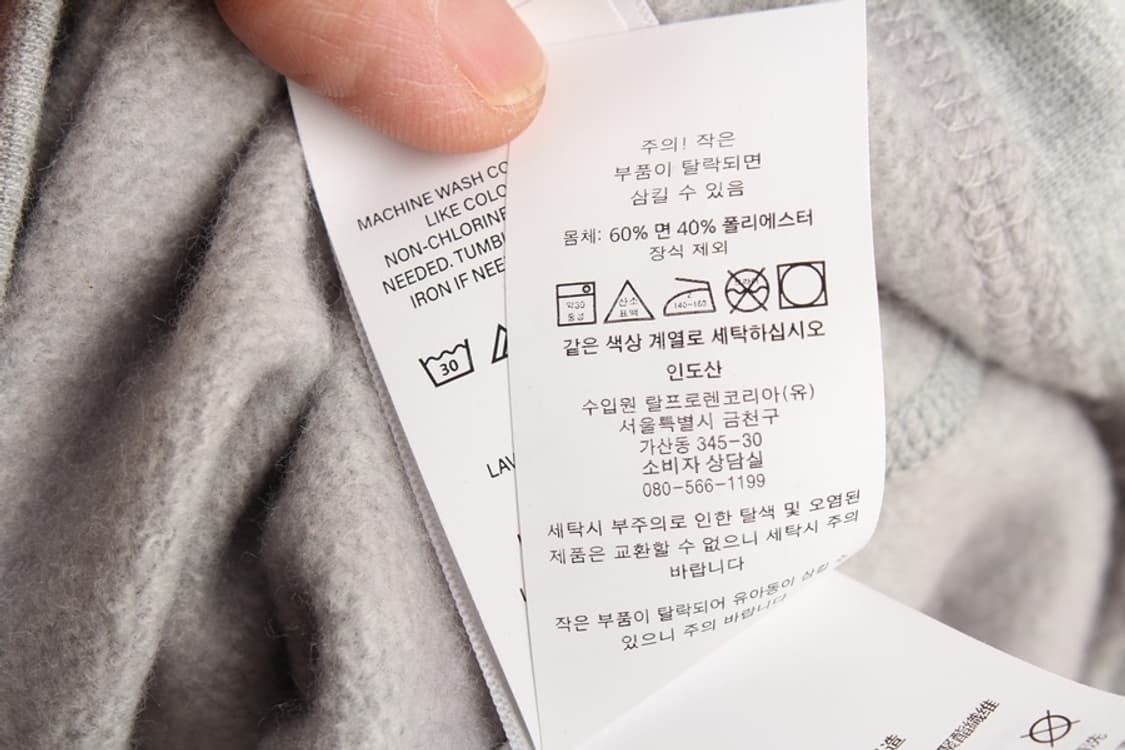 MACHINE WASH CO
LIKE COLO
NON-CHLORINE
NEEDED. TUMB
IRON IF NEE
30
LAV
주의! 작은
부품이 탈락되면
삼킬 수 있음
몸체: 60% 면 40% 폴리에스터
장식 제외
약30
중성
산소
표백
2
140~160
같은 색상 계열로 세탁하십시오
인도산
수입원 랄프로렌코리아(유)
서울특별시 금천구
가산동 345-30
소비자 상담실
080-566-1199
세탁시 부주의로 인한 탈색 및 오염된
제품은 교환할 수 없으니 세탁시 주의
바랍니다
작은 부품이 탈락되어 유아동이 삼킬 수
있으니 주의 바랍니다